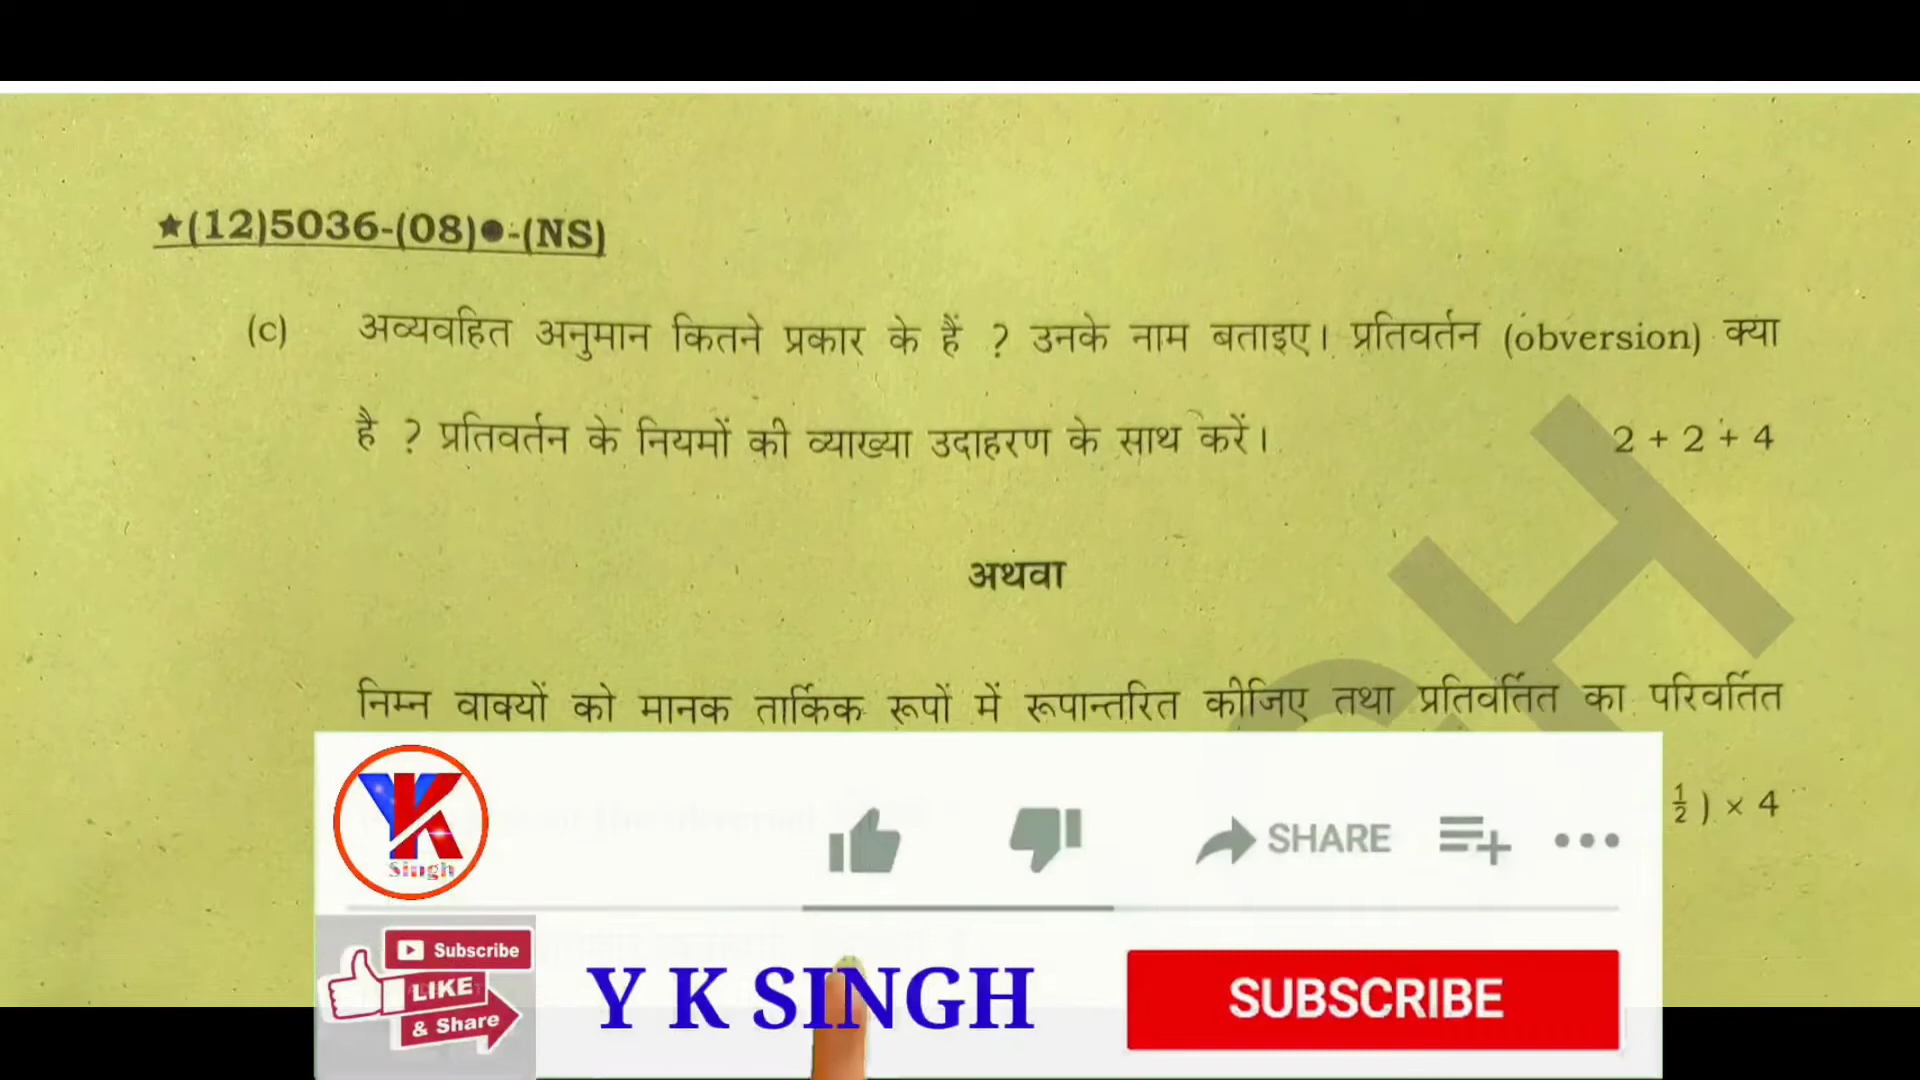 ★(12)5036-(08)●-(NS)
(c) अव्यवहित अनुमान कितने प्रकार के हैं ? उनके नाम बताइए। प्रतिवर्तन (obversion) क्या
है ? प्रतिवर्तन के नियमों की व्याख्या उदाहरण के साथ करें। 2 + 2 + 4
अथवा
निम्न वाक्यों को मानक तार्किक रूपों में रूपान्तरित कीजिए तथा प्रतिवर्तित का परिवर्तित
½ ) × 4
YK
Singh
SHARE
Subscribe
LIKE
& Share
Y K SINGH
SUBSCRIBE